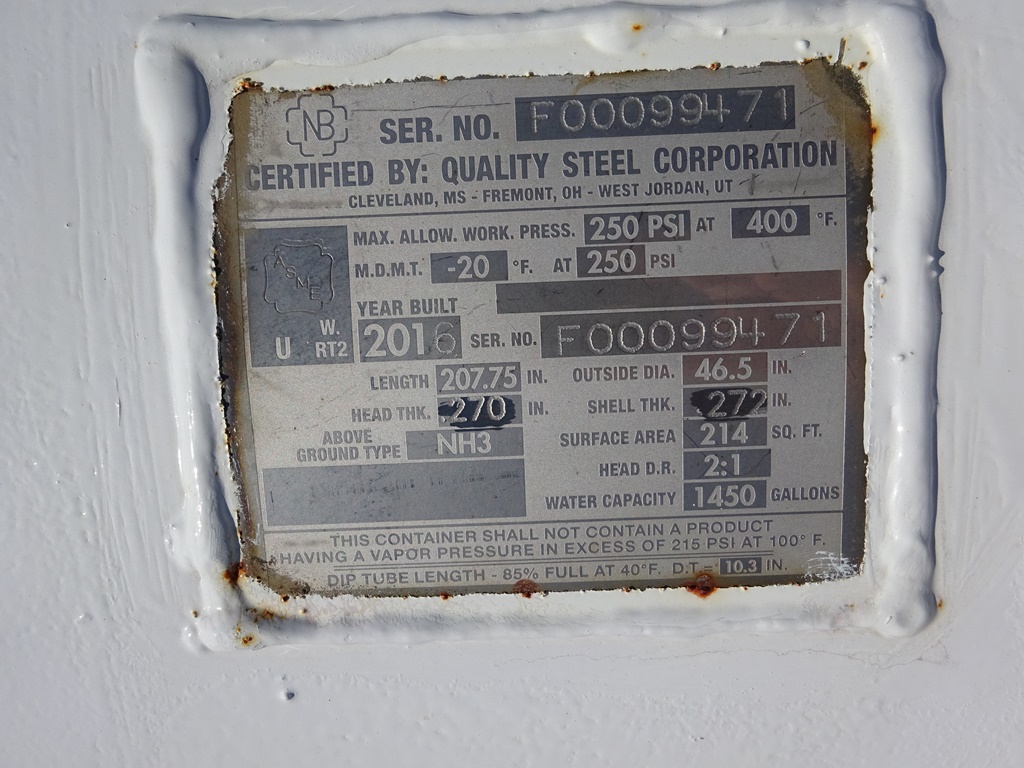 NB SER. NO. F00099471
CERTIFIED BY: QUALITY STEEL CORPORATION
CLEVELAND, MS - FREMONT, OH - WEST JORDAN, UT
MAX. ALLOW. WORK. PRESS. 250 PSI AT 400 °F.
ASME
M.D.M.T. -20 °F. AT 250 PSI
YEAR BUILT
U W. RT2 2016 SER. NO. F00099471
LENGTH 207.75 IN. OUTSIDE DIA. 46.5 IN.
HEAD THK. .270 IN. SHELL THK. .272 IN.
ABOVE GROUND TYPE NH3 SURFACE AREA 214 SQ. FT.
HEAD D.R. 2:1
WATER CAPACITY 1450 GALLONS
THIS CONTAINER SHALL NOT CONTAIN A PRODUCT
HAVING A VAPOR PRESSURE IN EXCESS OF 215 PSI AT 100° F.
DIP TUBE LENGTH - 85% FULL AT 40°F. D.T.= 10.3 IN.